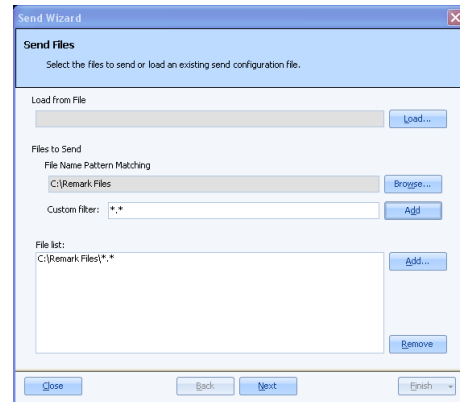 Send Wizard
Send Files
Select the files to send or load an existing send configuration file.
Load from File
Load...
Files to Send
File Name Pattern Matching
C:\Remark Files
Browse...
Custom filter:
*.*
Add
File list:
C:\Remark Files\*.*
Add...
Remove
Close
Back
Next
Finish